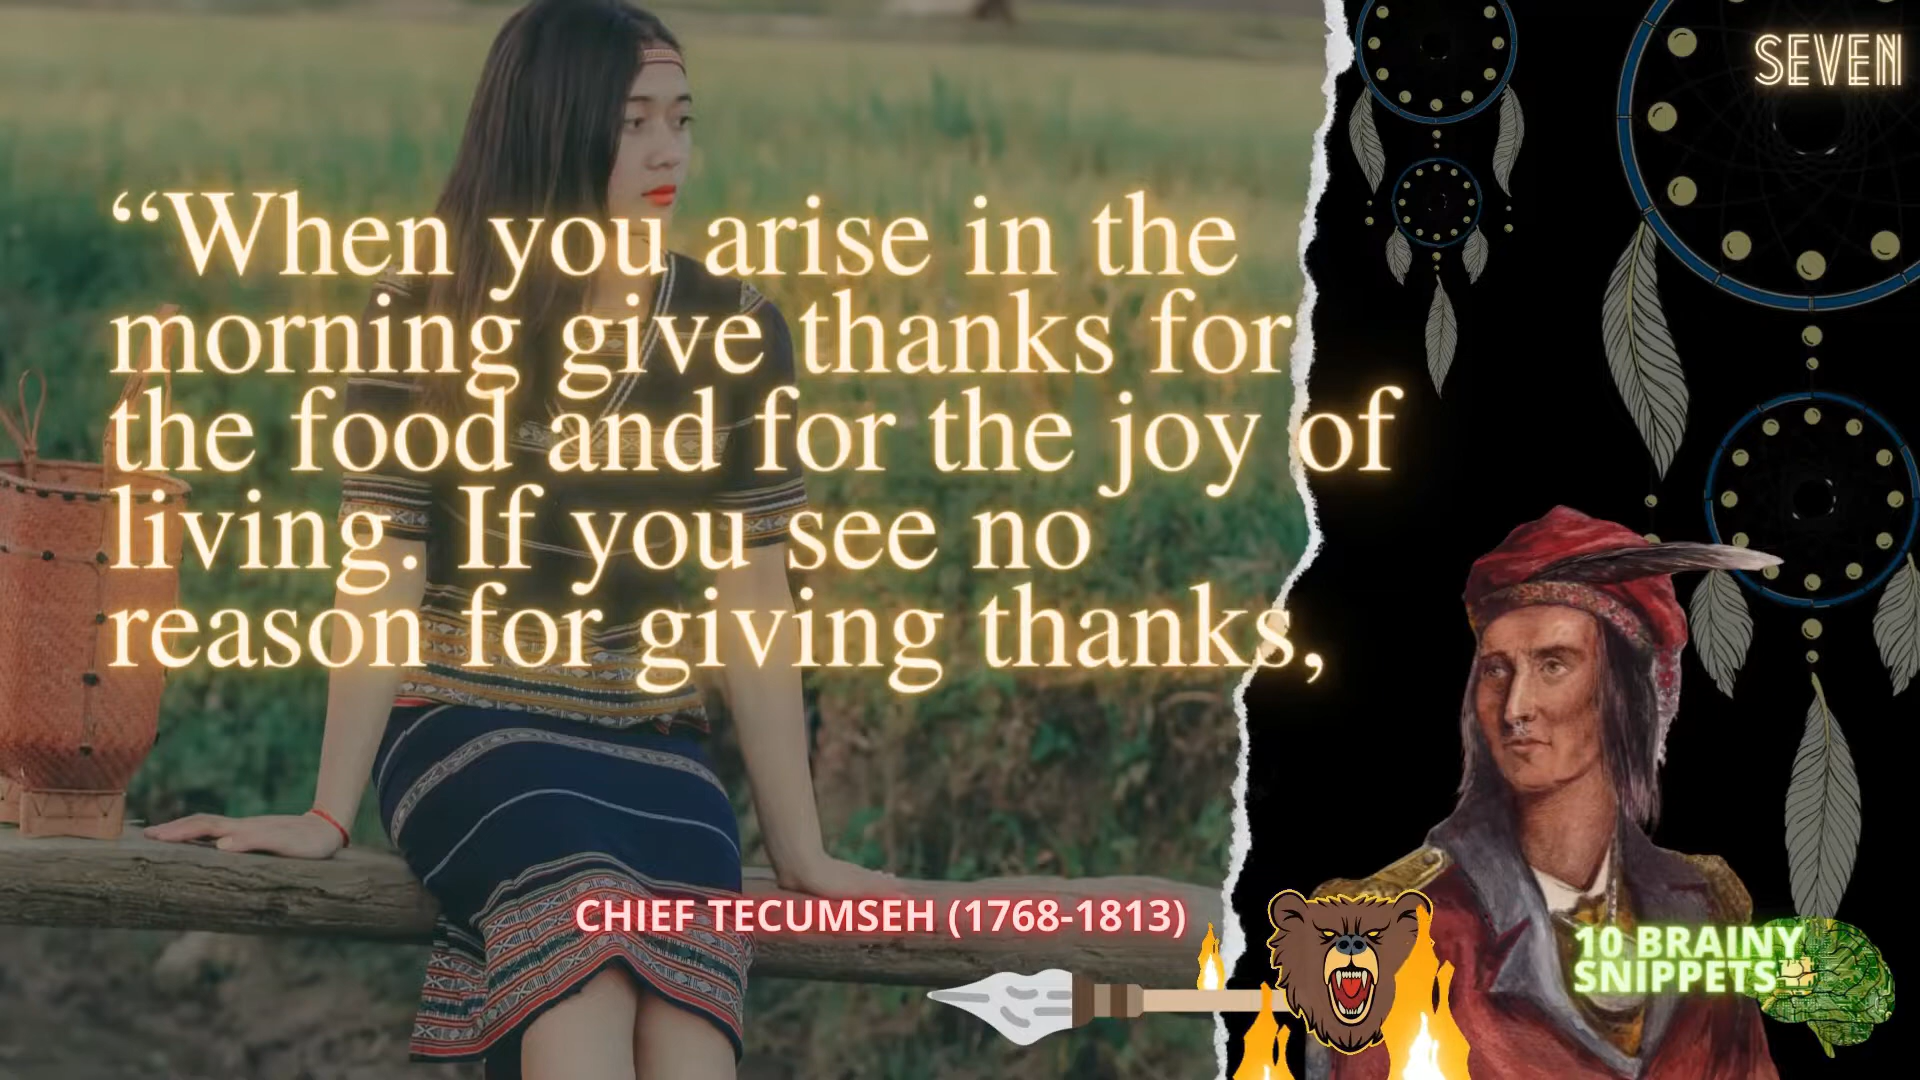 SEVEN
“When you arise in the
morning give thanks for
the food and for the joy of
living. If you see no
reason for giving thanks,
CHIEF TECUMSEH (1768-1813)
10 BRAINY
SNIPPETS